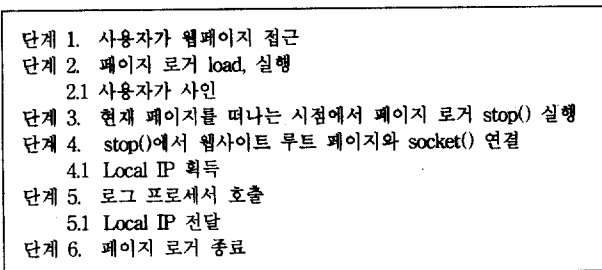 단계 1. 사용자가 웹페이지 접근
단계 2. 페이지 로거 load, 실행
2.1 사용자가 사인
단계 3. 현재 페이지를 떠나는 시점에서 페이지 로거 stop() 실행
단계 4. stop()에서 웹사이트 루트 페이지와 socket() 연결
4.1 Local IP 획득
단계 5. 로그 프로세서 호출
5.1 Local IP 전달
단계 6. 페이지 로거 종료